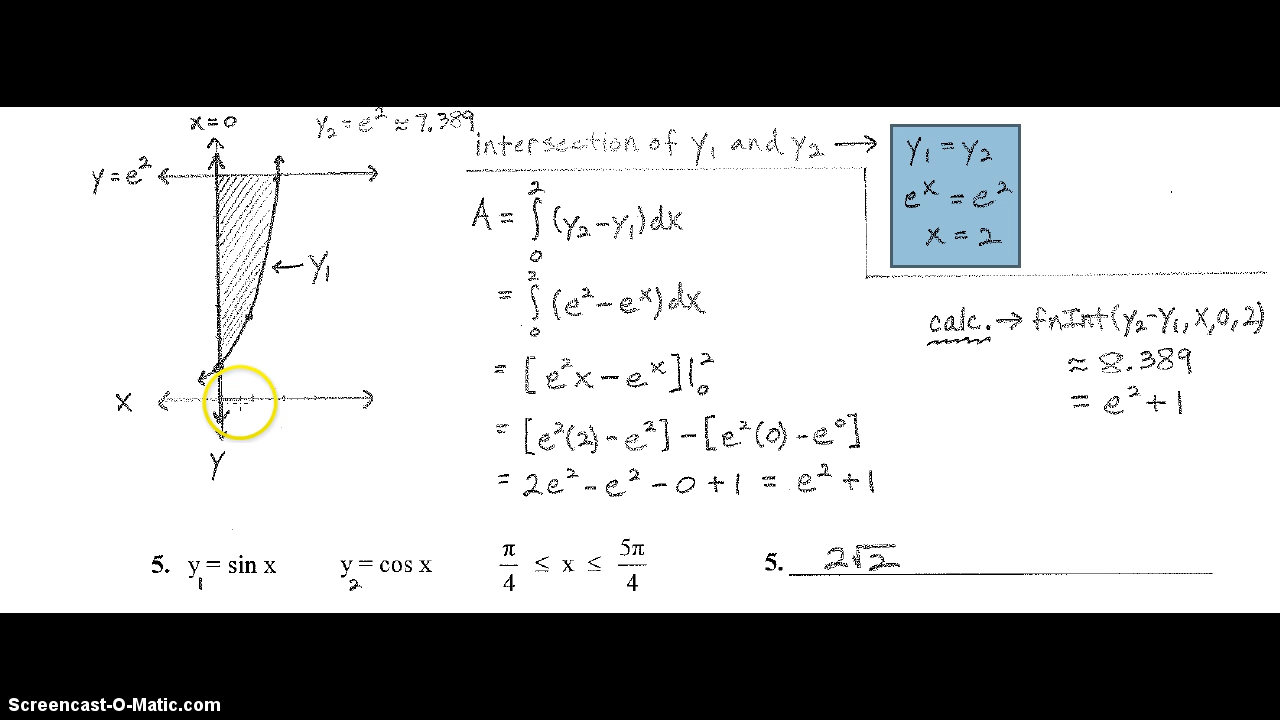 x=0
y₂ = e² ≈ 7.389
y = e²
y₁
x
y
intersection of y₁ and y₂ →
y₁ = y₂
eˣ = e²
x = 2
A = ∫₀² (y₂ - y₁) dx
= ∫₀² (e² - eˣ) dx
= [e²x - eˣ]|₀²
= [e²(2) - e²] - [e²(0) - e⁰]
= 2e² - e² - 0 + 1 = e² + 1
calc. → fnInt(y₂-y₁, x, 0, 2)
≈ 8.389
= e² + 1
5. y₁ = sin x y₂ = cos x π/4 ≤ x ≤ 5π/4 5. 2√2
Screencast-O-Matic.com